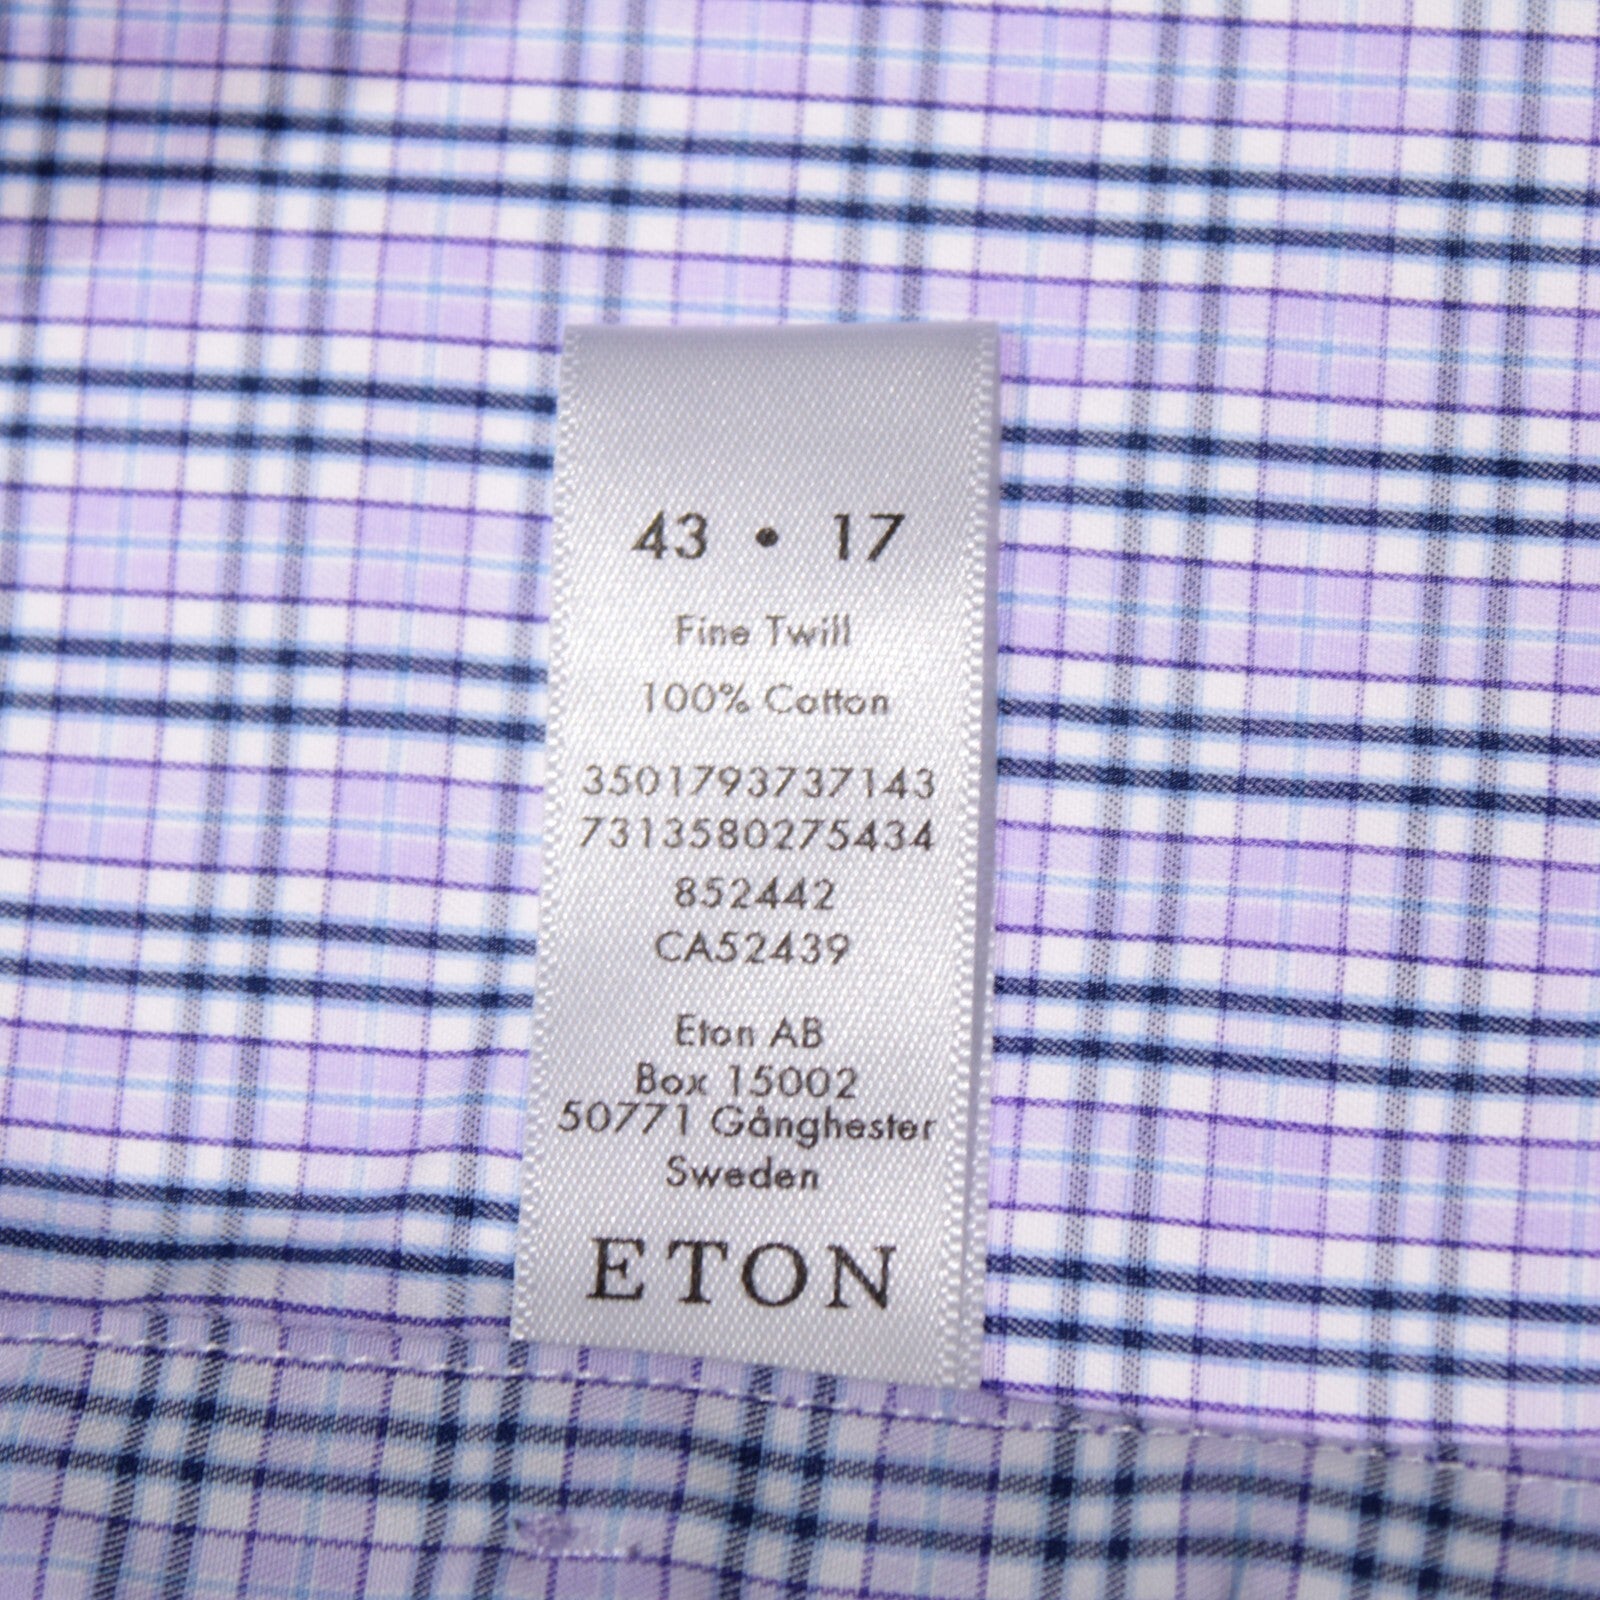 43 • 17
Fine Twill
100% Cotton
3501793737143
7313580275434
852442
CA52439
Eton AB
Box 15002
50771 Gånghester
Sweden
ETON